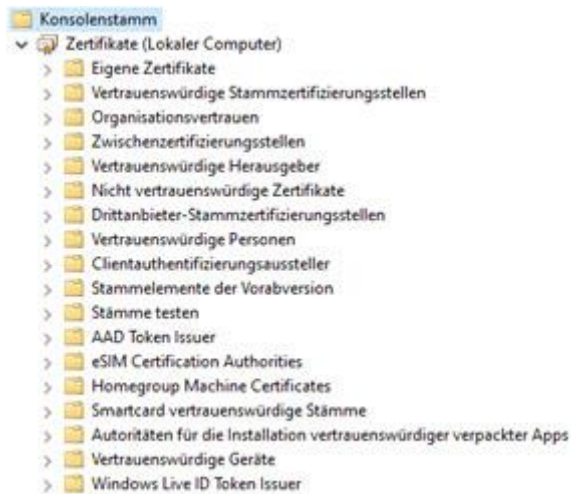 Konsolenstamm
Zertifikate (Lokaler Computer)
Eigene Zertifikate
Vertrauenswürdige Stammzertifizierungsstellen
Organisationsvertrauen
Zwischenzertifizierungsstellen
Vertrauenswürdige Herausgeber
Nicht vertrauenswürdige Zertifikate
Drittanbieter-Stammzertifizierungsstellen
Vertrauenswürdige Personen
Clientauthentifizierungsaussteller
Stammelemente der Vorabversion
Stämme testen
AAD Token Issuer
eSIM Certification Authorities
Homegroup Machine Certificates
Smartcard vertrauenswürdige Stämme
Autoritäten für die Installation vertrauenswürdiger verpackter Apps
Vertrauenswürdige Geräte
Windows Live ID Token Issuer